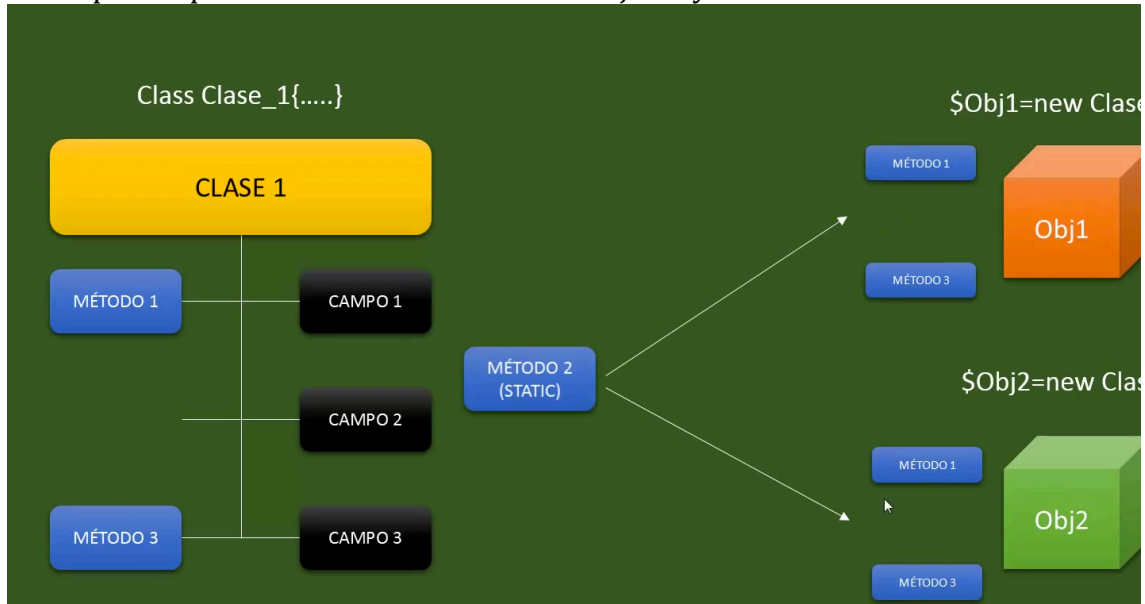 Class Clase_1{.....}
CLASE 1
MÉTODO 1
CAMPO 1
CAMPO 2
MÉTODO 3
CAMPO 3
MÉTODO 2
(STATIC)
$Obj1=new Clase
MÉTODO 1
Obj1
MÉTODO 3
$Obj2=new Clas
MÉTODO 1
Obj2
MÉTODO 3